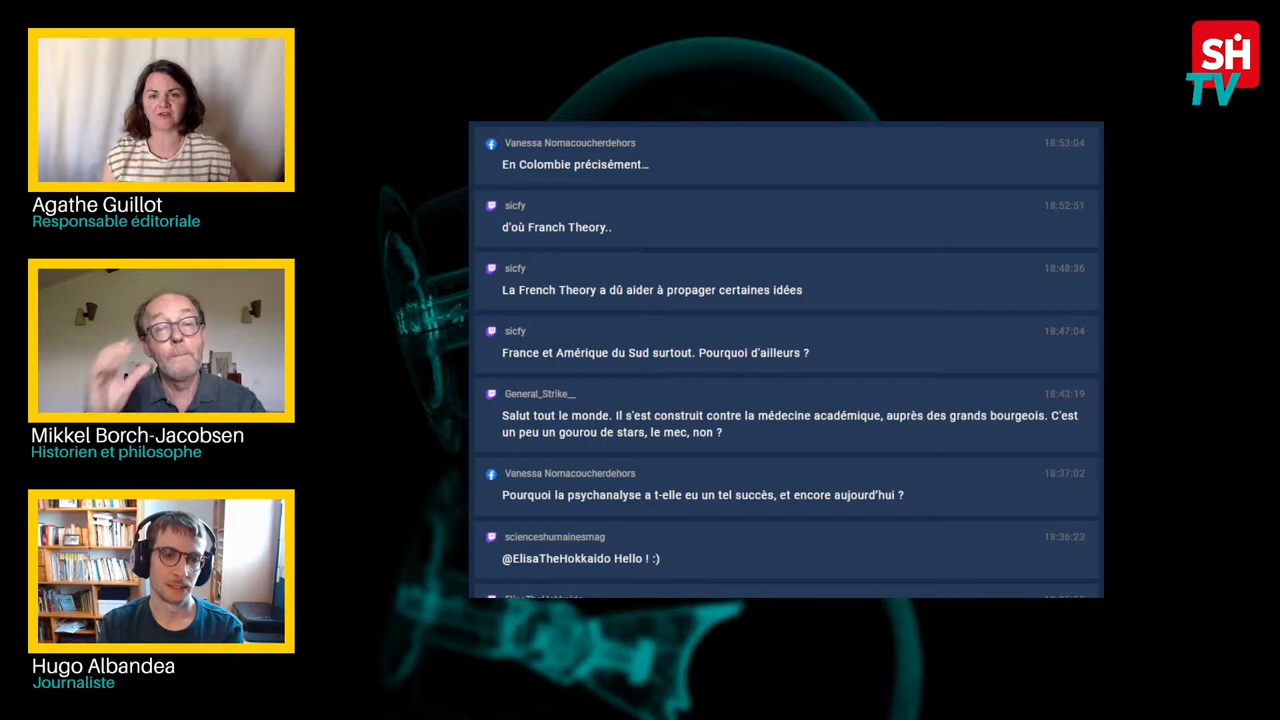 Agathe Guillot
Responsable éditoriale
Mikkel Borch-Jacobsen
Historien et philosophe
Hugo Albandea
Journaliste
Vanessa Nomacoucherdehors 18:53:04
En Colombie précisément...
sicfy 18:52:51
d'où Franch Theory..
sicfy 18:48:36
La French Theory a dû aider à propager certaines idées
sicfy 18:47:04
France et Amérique du Sud surtout. Pourquoi d'ailleurs ?
General_Strike__ 18:43:19
Salut tout le monde. Il s'est construit contre la médecine académique, auprès des grands bourgeois. C'est
un peu un gourou de stars, le mec, non ?
Vanessa Nomacoucherdehors 18:37:02
Pourquoi la psychanalyse a t-elle eu un tel succès, et encore aujourd'hui ?
scienceshumainesmag 18:36:23
@ElisaTheHokkaido Hello ! :)
SH
TV